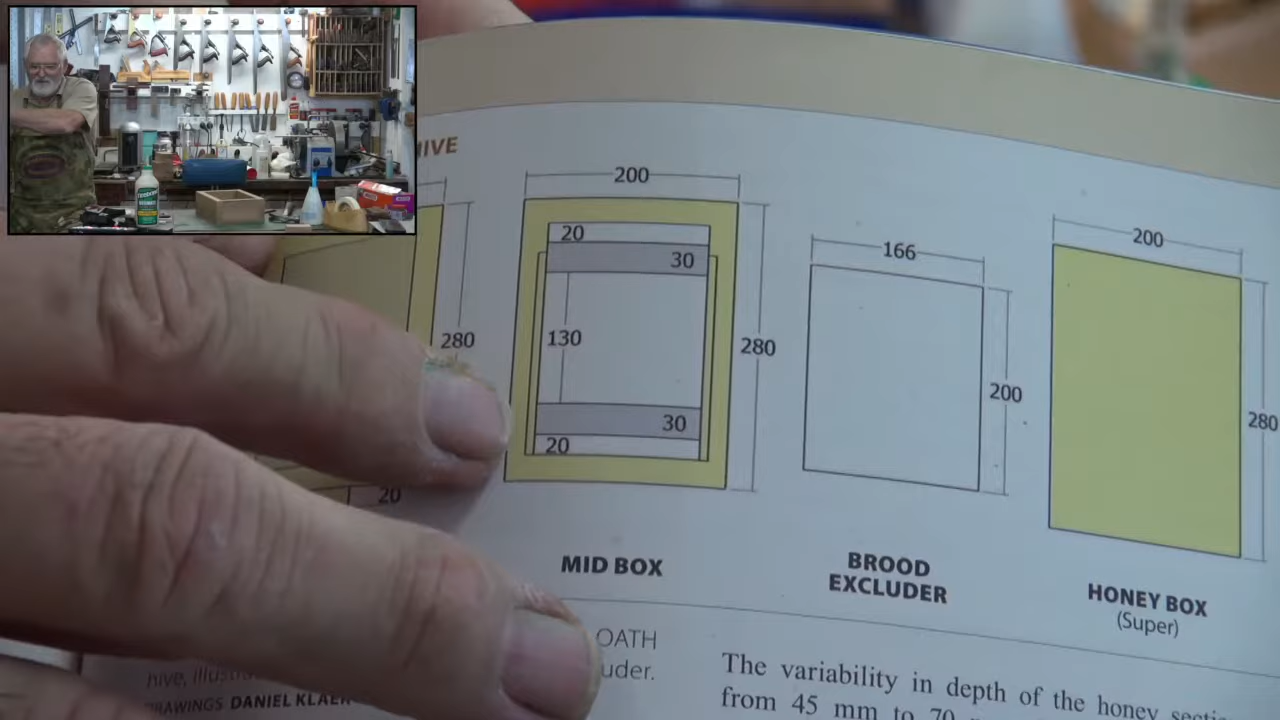 HIVE
200
20
30
130
280
30
20
MID BOX
280
20
166
200
BROOD
EXCLUDER
200
280
HONEY BOX
(Super)
OATH
uder.
hive,
DRAWINGS DANIEL KLAER
The variability in depth of the honey secti
from 45 mm to 70